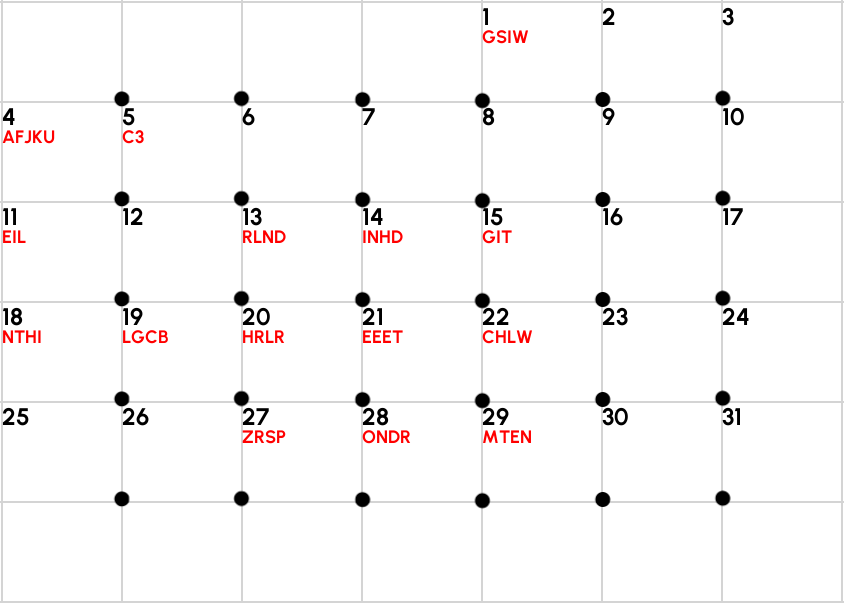 1 2 3
GSIW
4 5 6 7 8 9 10
AFJKU C3
11 12 13 14 15 16 17
EIL RLND INHD GIT
18 19 20 21 22 23 24
NTHI LGCB HRLR EEET CHLW
25 26 27 28 29 30 31
ZRSP ONDR MTEN